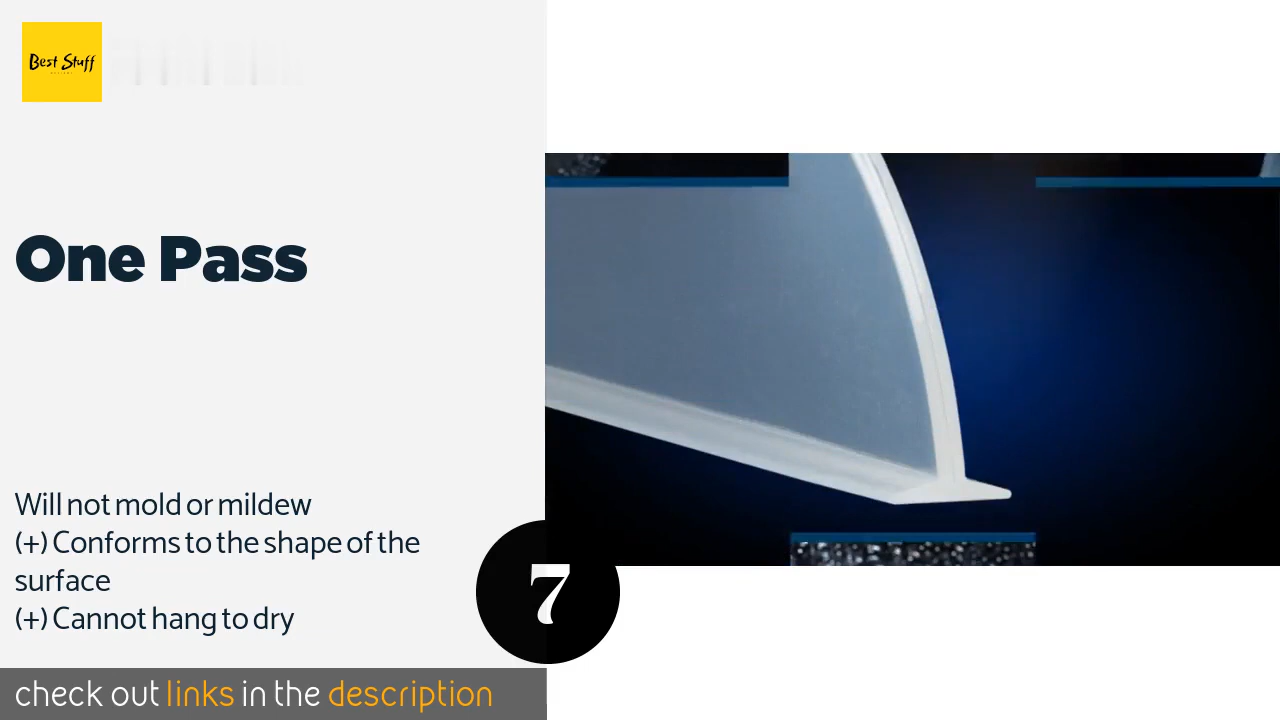 Best Stuff
One Pass
Will not mold or mildew
(+) Conforms to the shape of the
surface
(+) Cannot hang to dry
7
check out links in the description